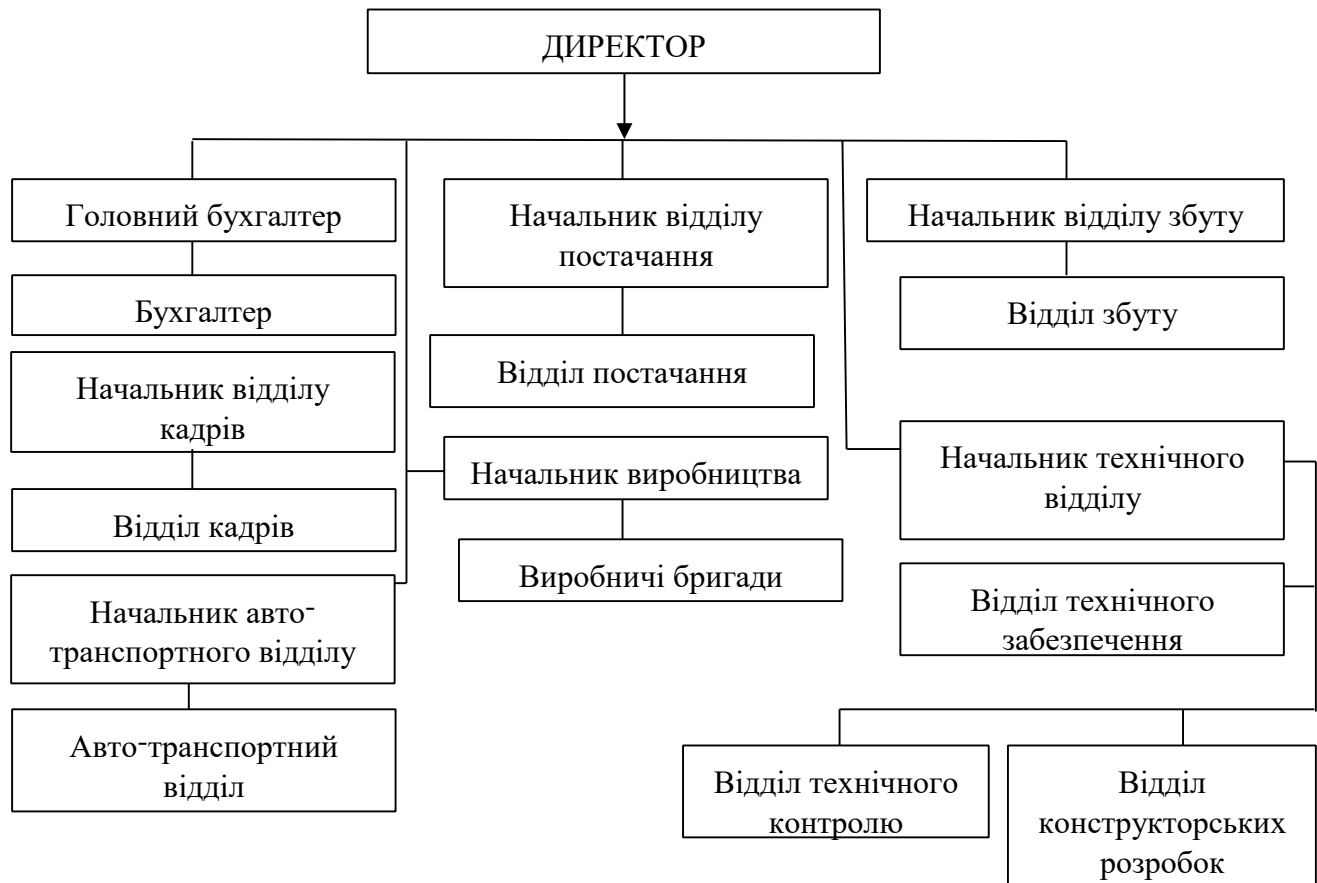 ДИРЕКТОР
Головний бухгалтер
Начальник відділу
постачання
Начальник відділу збуту
Бухгалтер
Відділ збуту
Начальник відділу
кадрів
Відділ постачання
Начальник виробництва
Начальник технічного
відділу
Відділ кадрів
Виробничі бригади
Начальник авто-
транспортного відділу
Відділ технічного
забезпечення
Авто-транспортний
відділ
Відділ технічного
контролю
Відділ
конструкторських
розробок